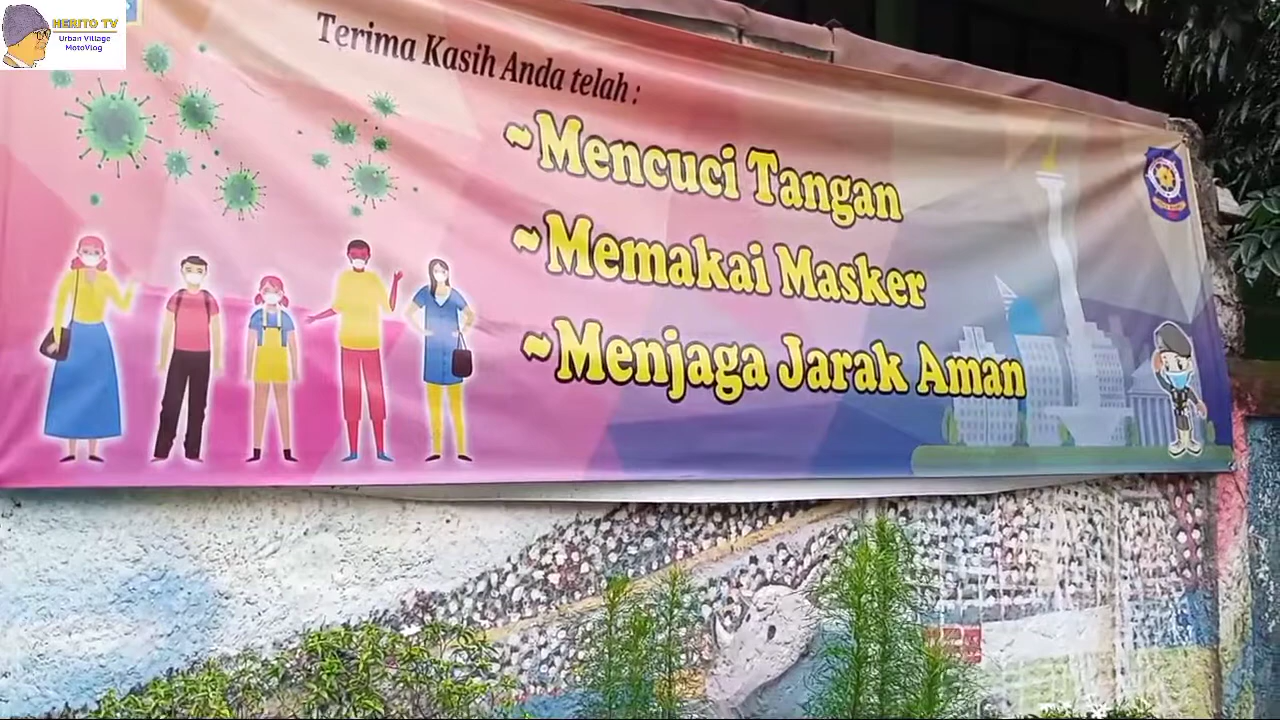 HERITO TV
Urban Village
MotoVlog
Terima Kasih Anda telah :
~Mencuci Tangan
~Memakai Masker
~Menjaga Jarak Aman